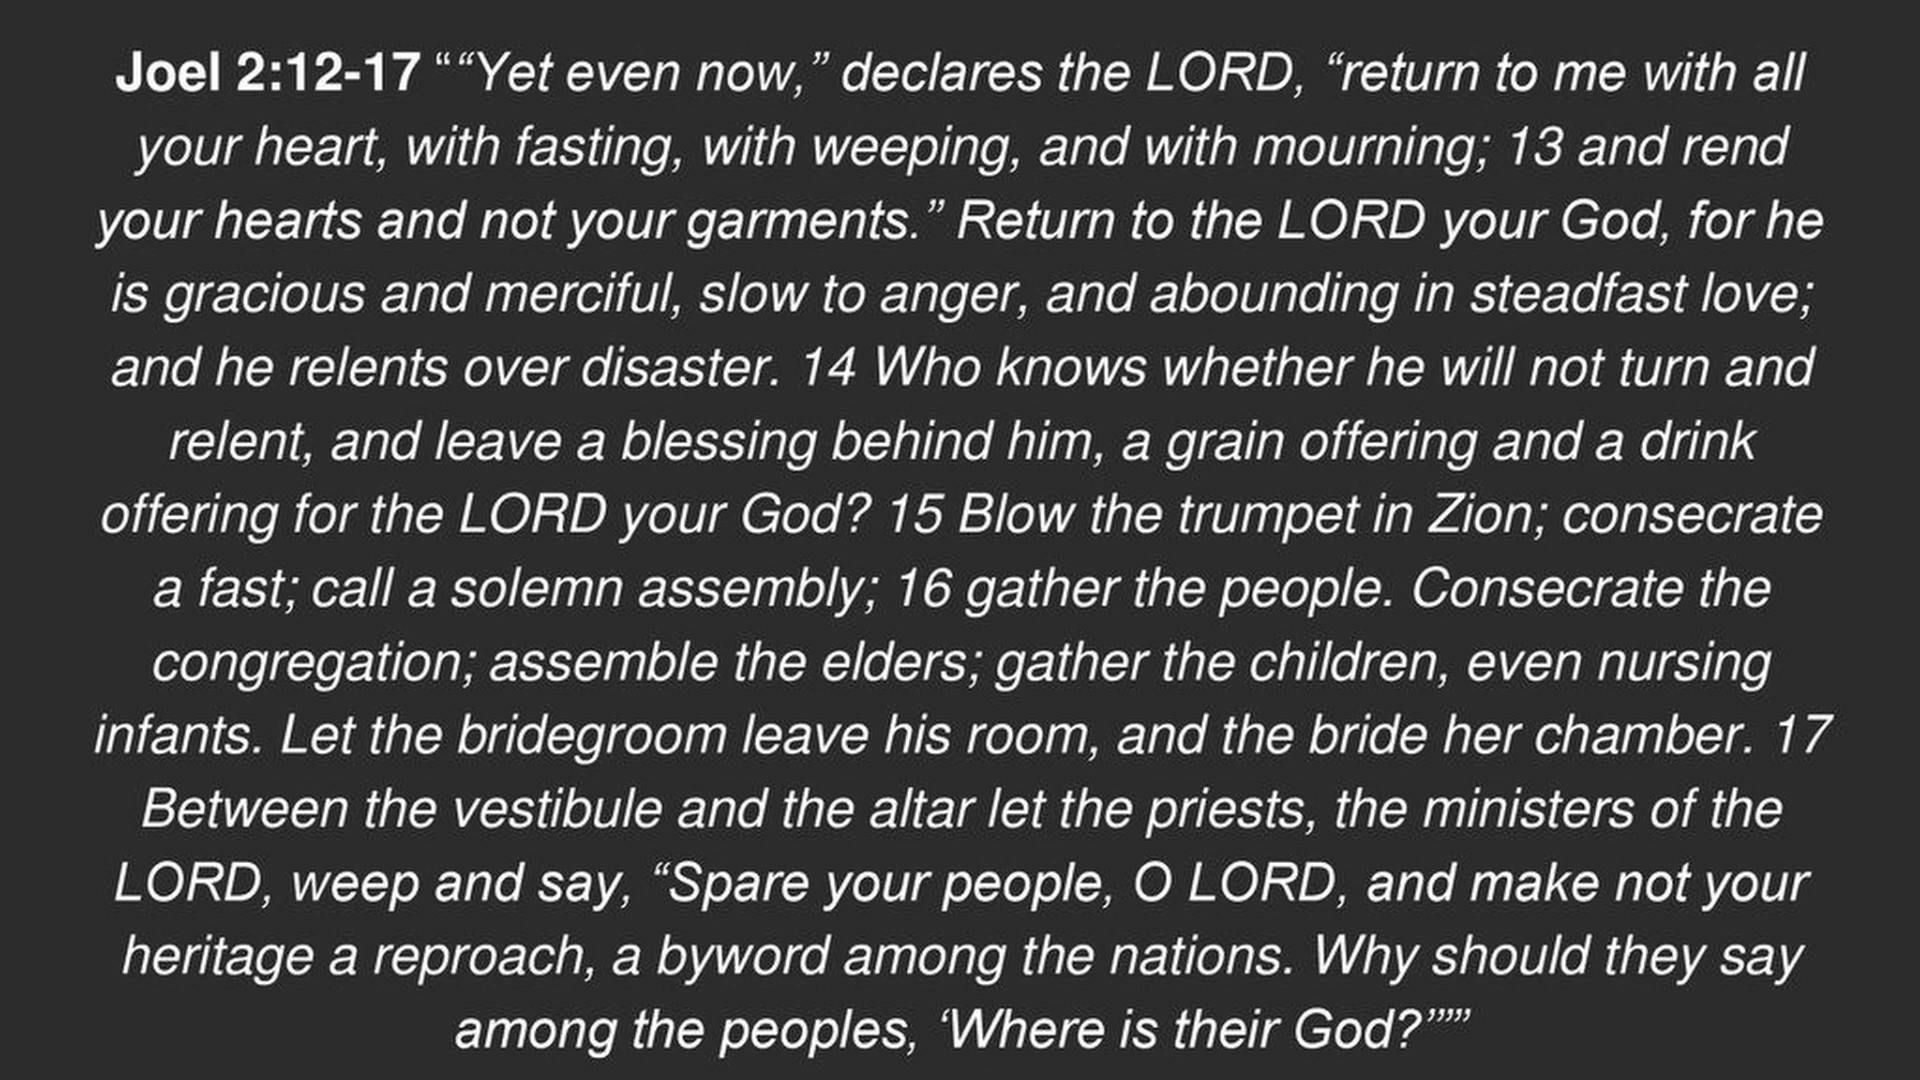 Joel 2:12-17 ““Yet even now,” declares the LORD, “return to me with all
your heart, with fasting, with weeping, and with mourning; 13 and rend
your hearts and not your garments.” Return to the LORD your God, for he
is gracious and merciful, slow to anger, and abounding in steadfast love;
and he relents over disaster. 14 Who knows whether he will not turn and
relent, and leave a blessing behind him, a grain offering and a drink
offering for the LORD your God? 15 Blow the trumpet in Zion; consecrate
a fast; call a solemn assembly; 16 gather the people. Consecrate the
congregation; assemble the elders; gather the children, even nursing
infants. Let the bridegroom leave his room, and the bride her chamber. 17
Between the vestibule and the altar let the priests, the ministers of the
LORD, weep and say, “Spare your people, O LORD, and make not your
heritage a reproach, a byword among the nations. Why should they say
among the peoples, ‘Where is their God?’””